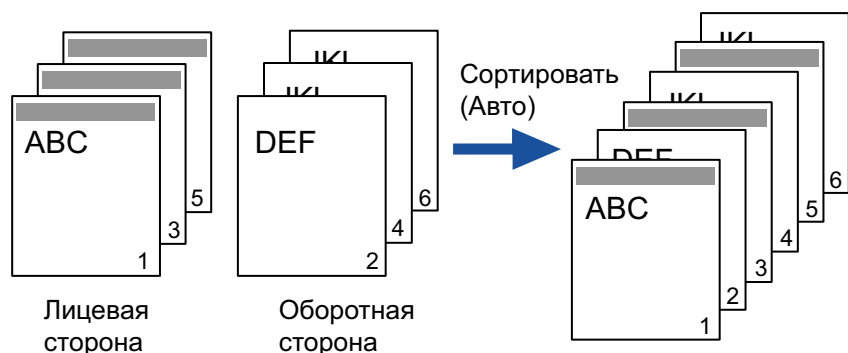 ABC
1
3
5
Лицевая
сторона
DEF
2
4
6
Оборотная
сторона
Сортировать
(Авто)
ABC
DEF
1
2
3
4
5
6